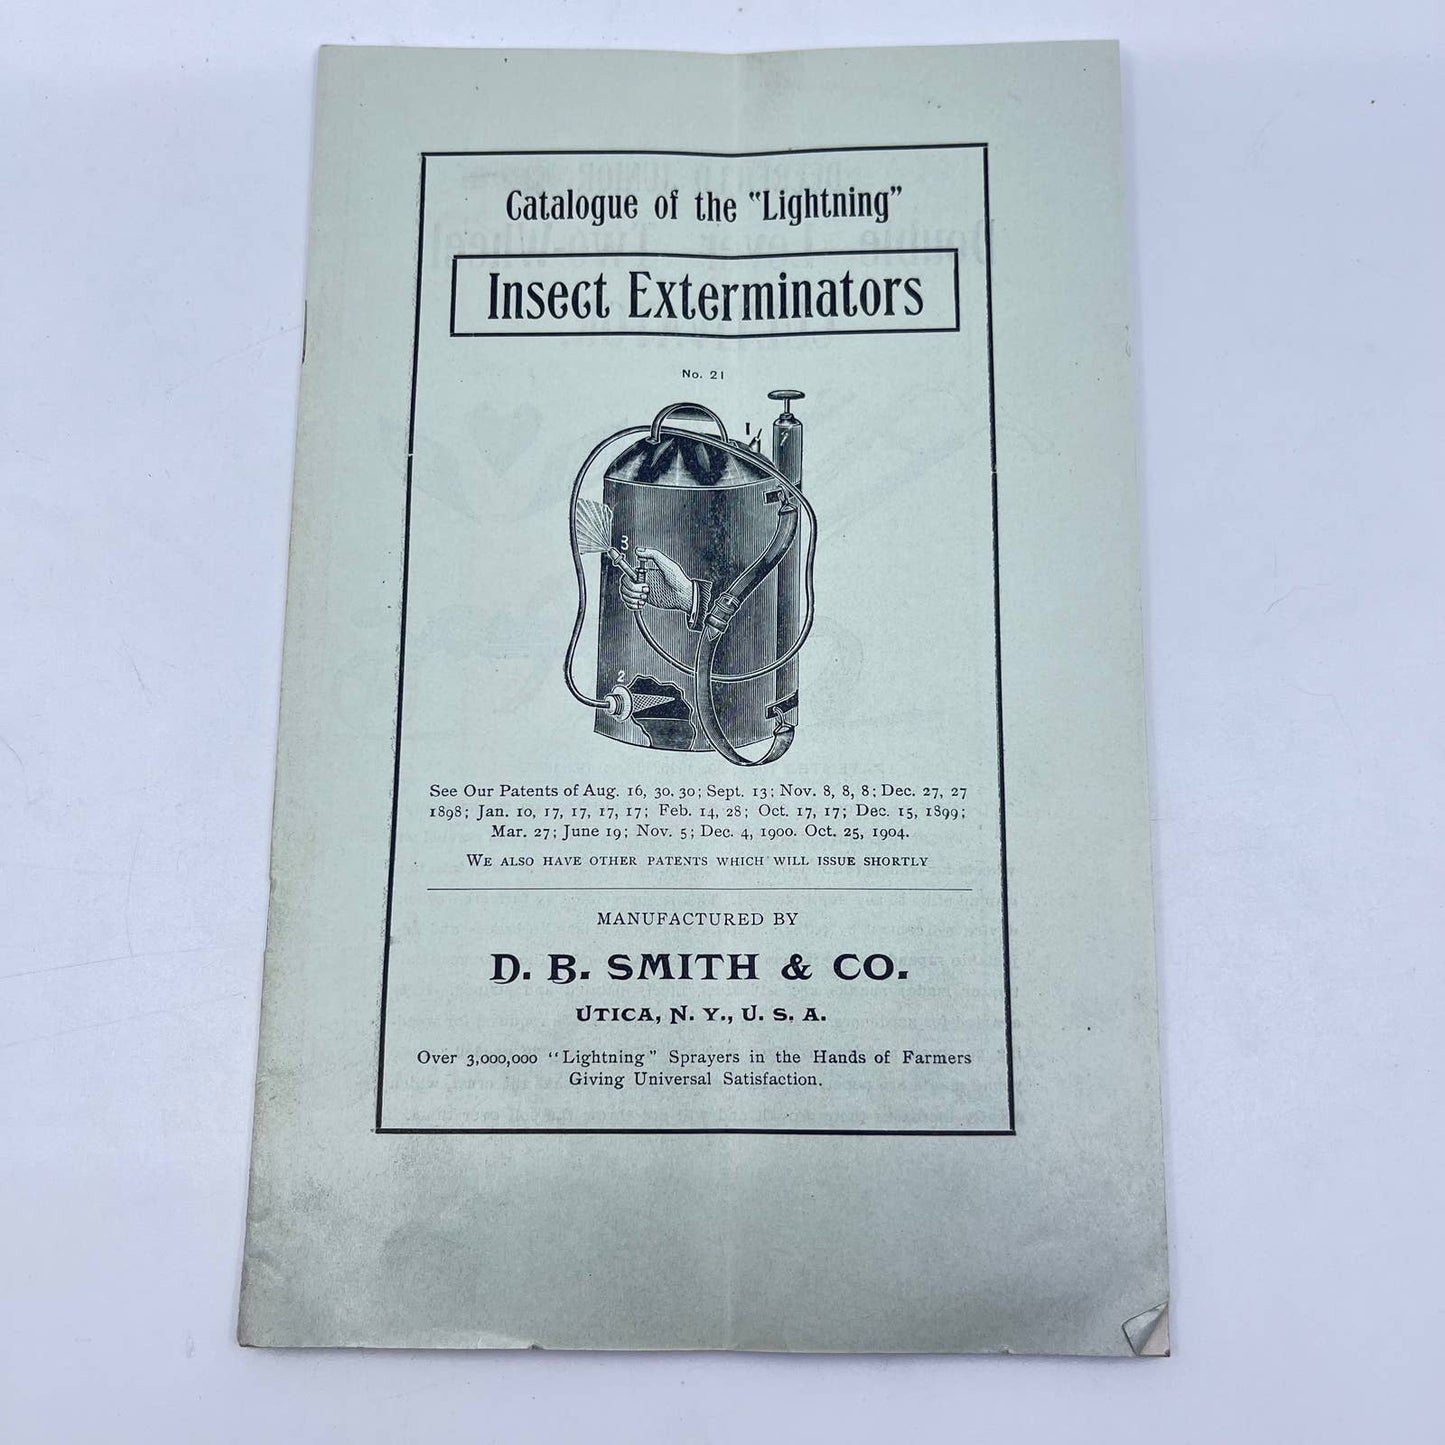 Catalogue of the "Lightning"
Insect Exterminators
No. 21
1
7
3
2
See Our Patents of Aug. 16, 30, 30; Sept. 13; Nov. 8, 8, 8; Dec. 27, 27
1898; Jan. 10, 17, 17, 17, 17; Feb. 14, 28; Oct. 17, 17; Dec. 15, 1899;
Mar. 27; June 19; Nov. 5; Dec. 4, 1900. Oct. 25, 1904.
WE ALSO HAVE OTHER PATENTS WHICH WILL ISSUE SHORTLY
MANUFACTURED BY
D. B. SMITH & CO.
UTICA, N. Y., U. S. A.
Over 3,000,000 "Lightning" Sprayers in the Hands of Farmers
Giving Universal Satisfaction.